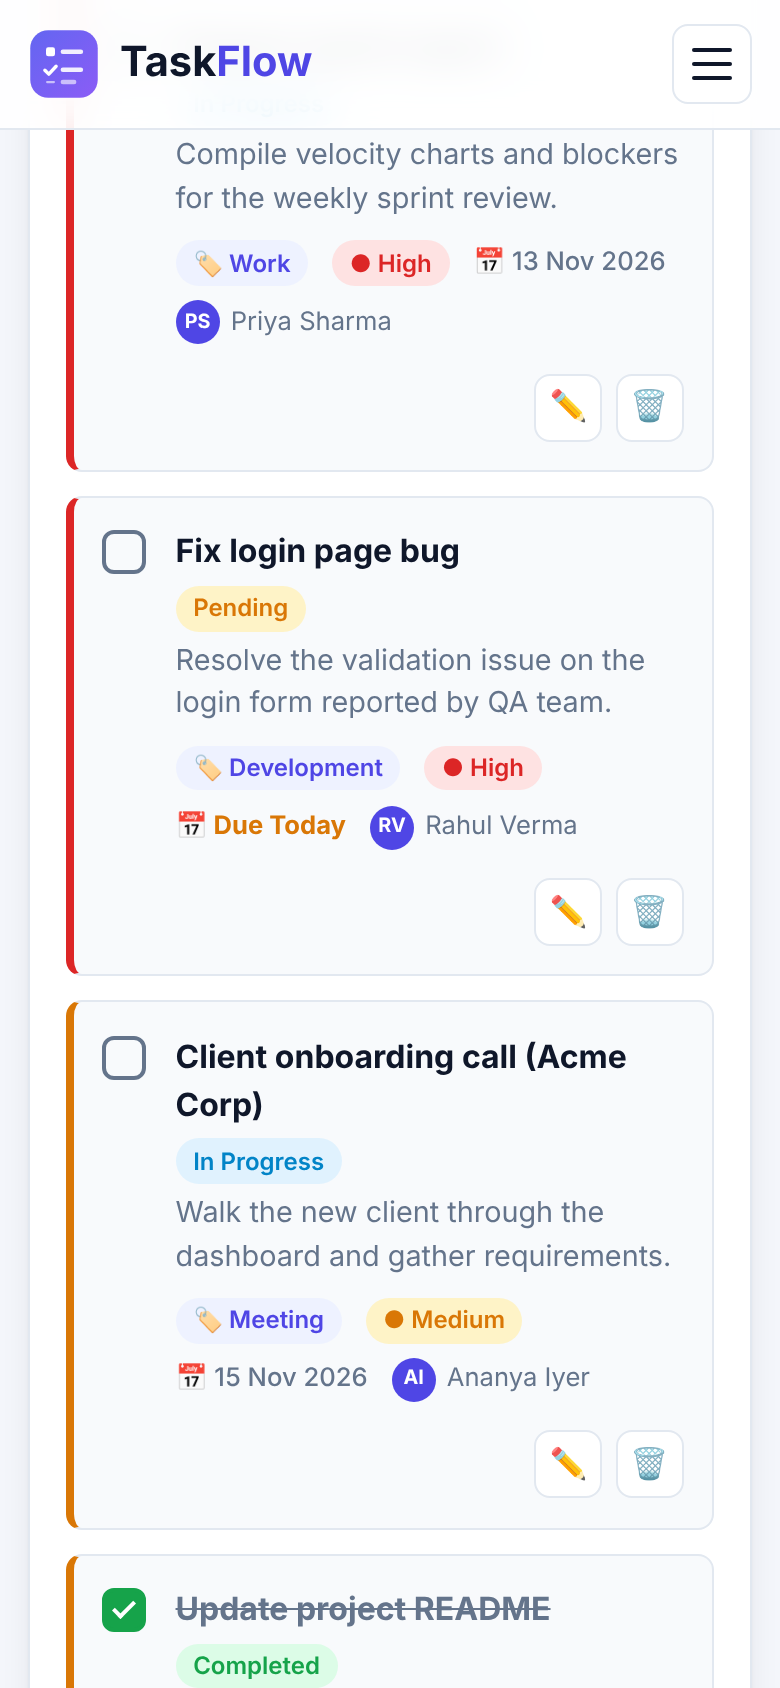 TaskFlow
Compile velocity charts and blockers
for the weekly sprint review.
🏷️ Work 🔴 High 📅 13 Nov 2026
PS Priya Sharma
Fix login page bug
Pending
Resolve the validation issue on the
login form reported by QA team.
🏷️ Development 🔴 High
📅 Due Today RV Rahul Verma
Client onboarding call (Acme
Corp)
In Progress
Walk the new client through the
dashboard and gather requirements.
🏷️ Meeting 🟠 Medium
📅 15 Nov 2026 AI Ananya Iyer
Update project README
Completed